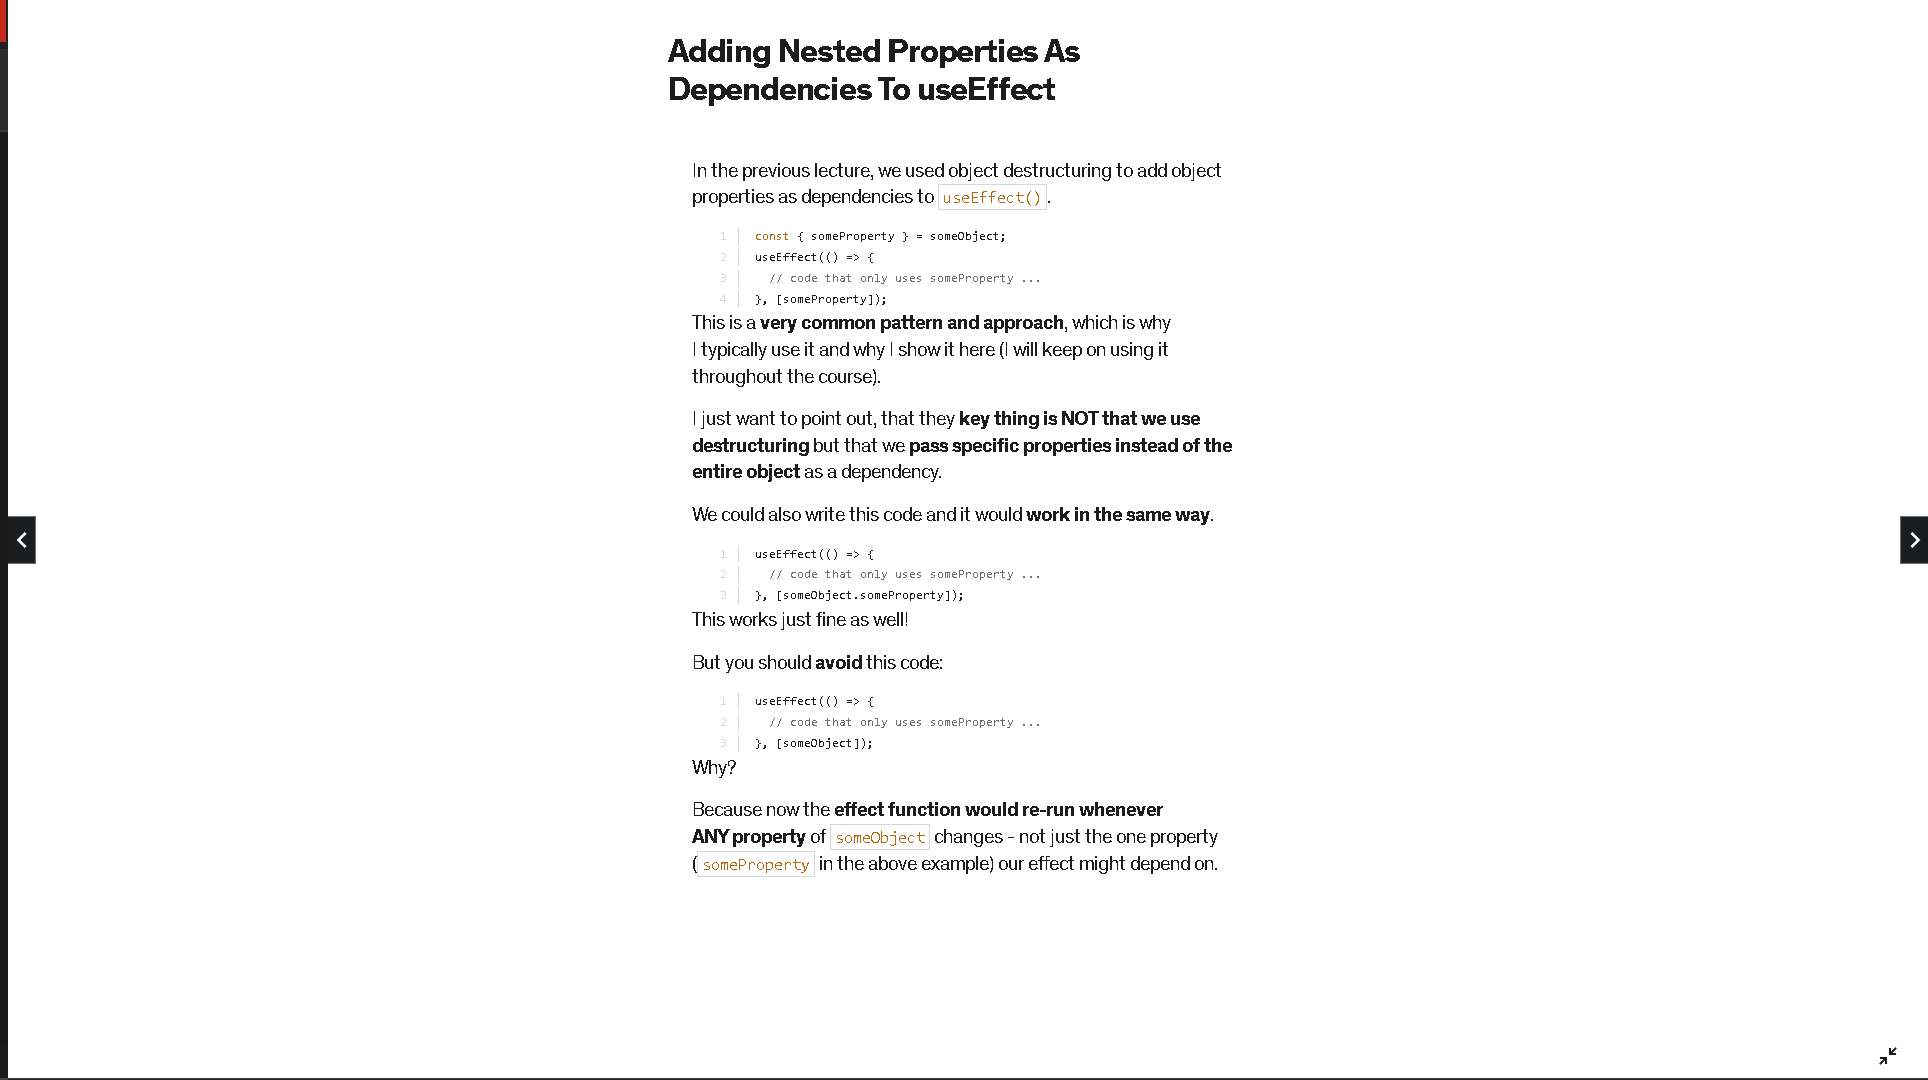 Adding Nested Properties As
Dependencies To useEffect
In the previous lecture, we used object destructuring to add object
properties as dependencies to useEffect().
1 const { someProperty } = someObject;
2 useEffect(() => {
3   // code that only uses someProperty ...
4 }, [someProperty]);
This is a very common pattern and approach, which is why
I typically use it and why I show it here (I will keep on using it
throughout the course).
I just want to point out, that they key thing is NOT that we use
destructuring but that we pass specific properties instead of the
entire object as a dependency.
We could also write this code and it would work in the same way.
1 useEffect(() => {
2   // code that only uses someProperty ...
3 }, [someObject.someProperty]);
This works just fine as well!
But you should avoid this code:
1 useEffect(() => {
2   // code that only uses someProperty ...
3 }, [someObject]);
Why?
Because now the effect function would re-run whenever
ANY property of someObject changes - not just the one property
(someProperty in the above example) our effect might depend on.